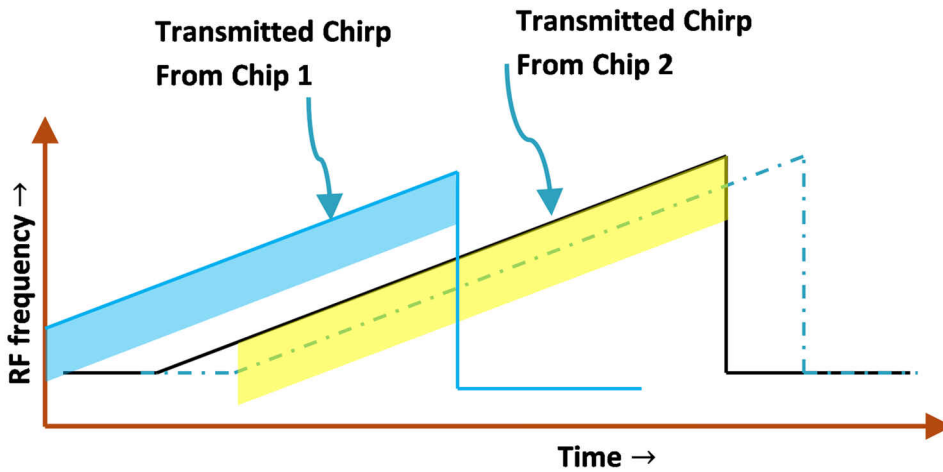 Transmitted Chirp
From Chip 1
Transmitted Chirp
From Chip 2
RF frequency →
Time →